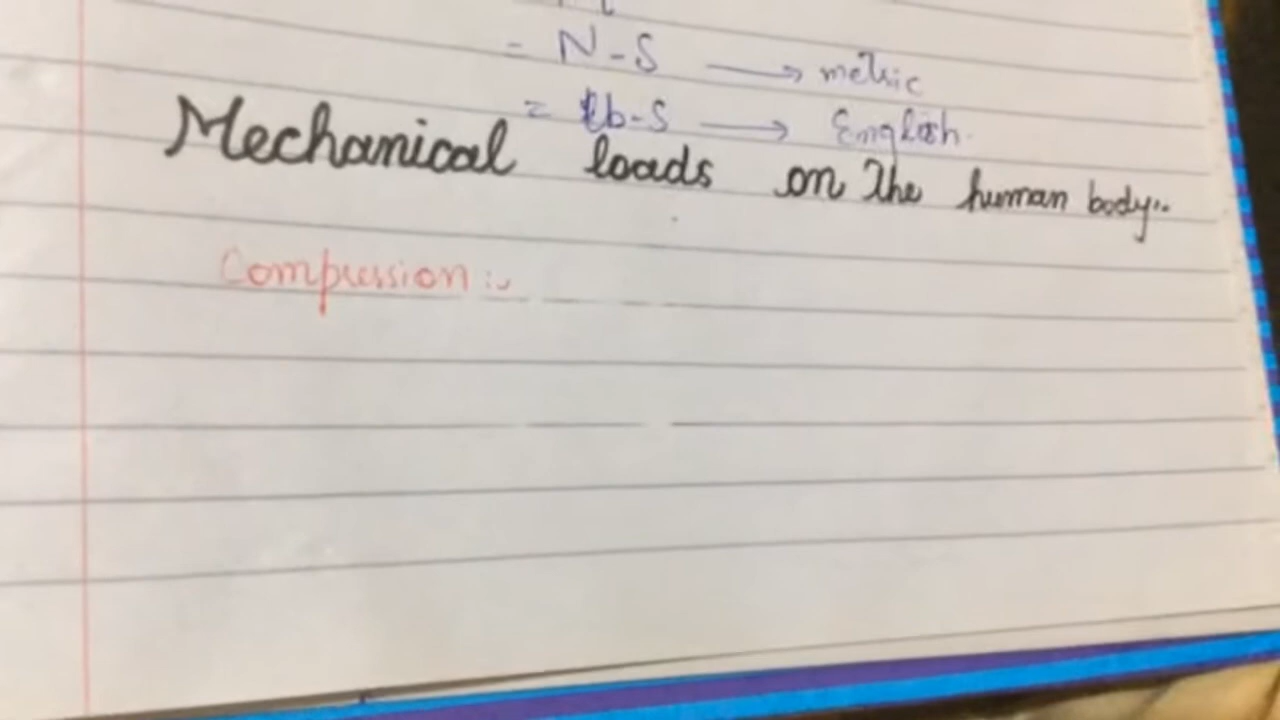 - N-S → metric
= lb-S → English.
Mechanical loads on the human body:-
Compression :-